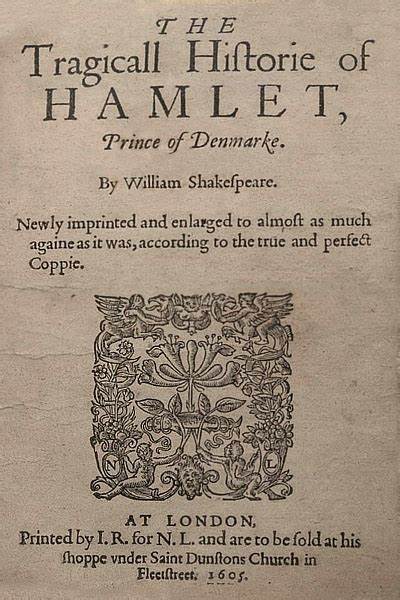 THE
Tragicall Hiſtorie of
HAMLET,
Prince of Denmarke.
By William Shakeſpeare.
Newly imprinted and enlarged to almoſt as much
againe as it was, according to the true and perfect
Coppie.
N L
AT LONDON,
Printed by I. R. for N. L. and are to be ſold at his
ſhoppe vnder Saint Dunſtons Church in
Fleetſtreet. 1605.